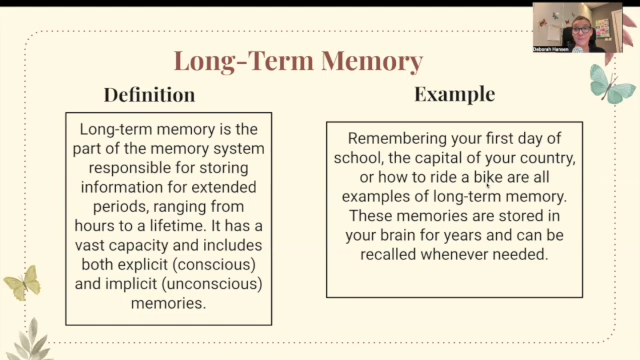 Deborah Hansen
Long-Term Memory
Definition
Long-term memory is the
part of the memory system
responsible for storing
information for extended
periods, ranging from
hours to a lifetime. It has a
vast capacity and includes
both explicit (conscious)
and implicit (unconscious)
memories.
Example
Remembering your first day of
school, the capital of your country,
or how to ride a bike are all
examples of long-term memory.
These memories are stored in
your brain for years and can be
recalled whenever needed.